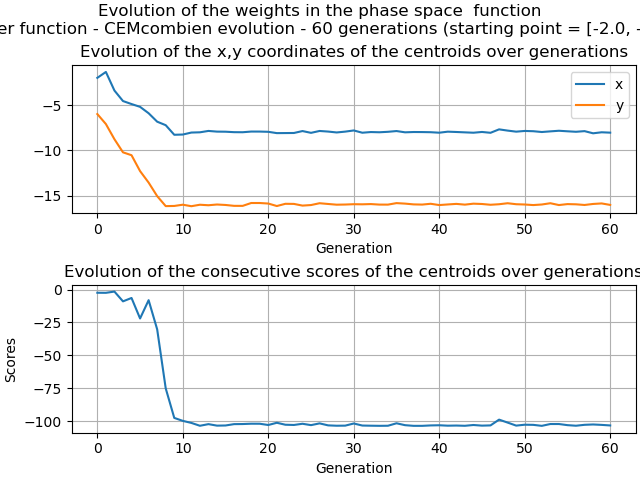 Evolution of the weights in the phase space  function
er function - CEMcombien evolution - 60 generations (starting point = [-2.0, -
Evolution of the x,y coordinates of the centroids over generations
x
y
−5
−10
−15
0 10 20 30 40 50 60
Generation
Evolution of the consecutive scores of the centroids over generations
Scores
0
−25
−50
−75
−100
0 10 20 30 40 50 60
Generation